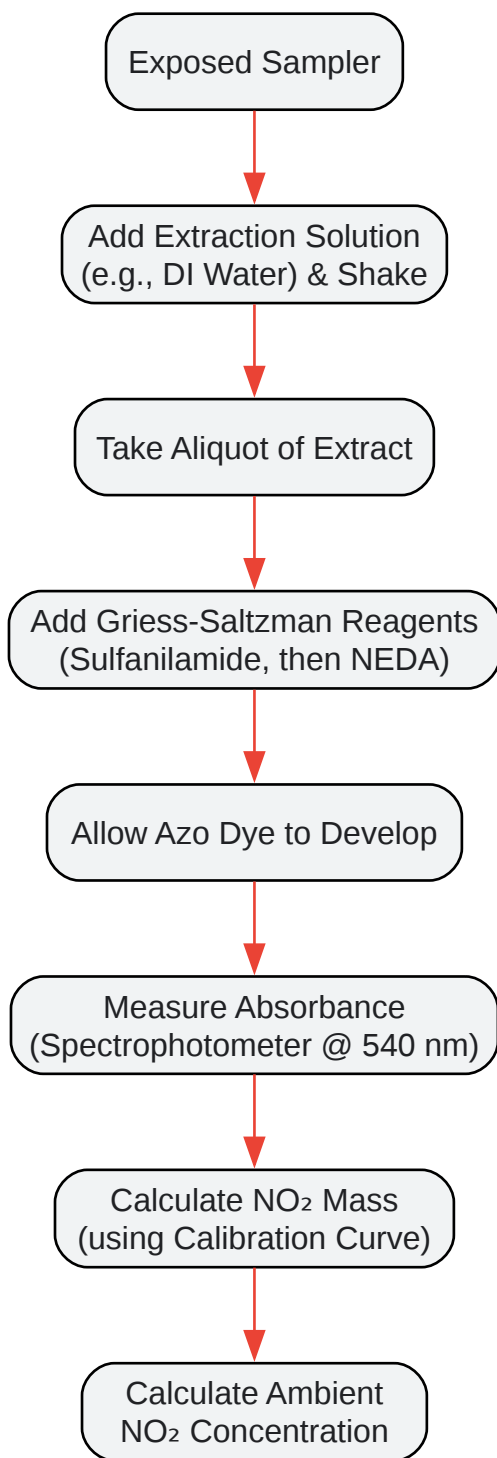 Exposed Sampler
Add Extraction Solution
(e.g., DI Water) & Shake
Take Aliquot of Extract
Add Griess-Saltzman Reagents
(Sulfanilamide, then NEDA)
Allow Azo Dye to Develop
Measure Absorbance
(Spectrophotometer @ 540 nm)
Calculate NO₂ Mass
(using Calibration Curve)
Calculate Ambient
NO₂ Concentration